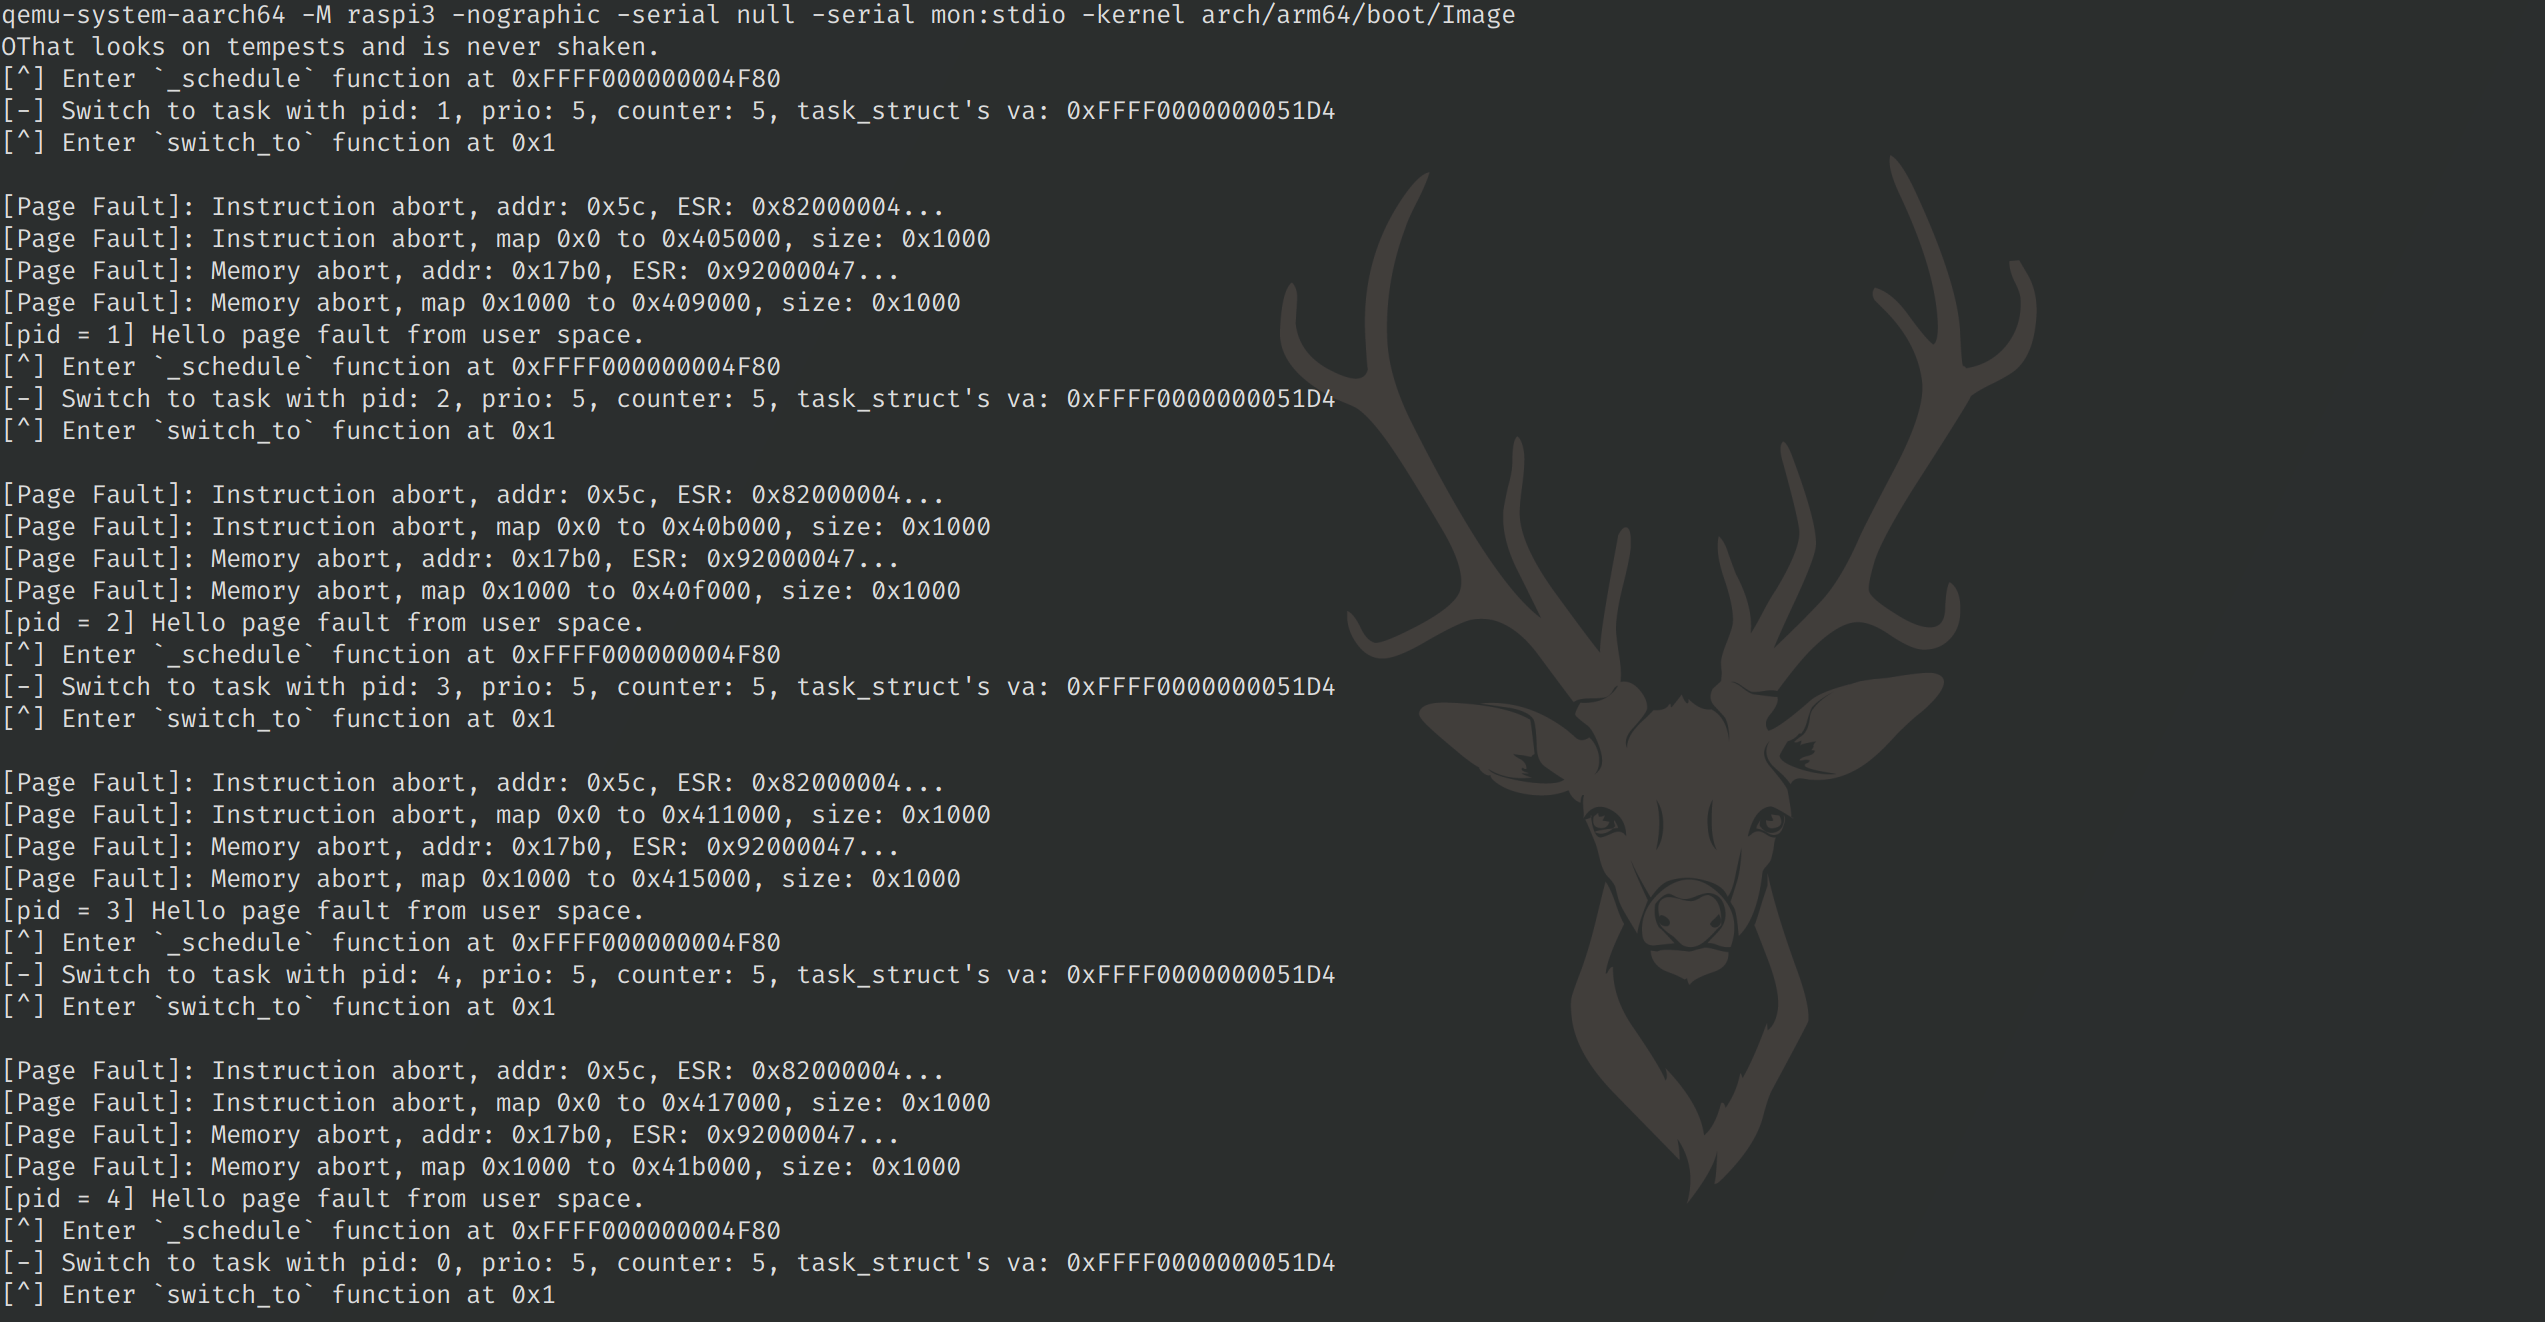 qemu-system-aarch64 -M raspi3 -nographic -serial null -serial mon:stdio -kernel arch/arm64/boot/Image
OThat looks on tempests and is never shaken.
[^] Enter `_schedule` function at 0xFFFF000000004F80
[-] Switch to task with pid: 1, prio: 5, counter: 5, task_struct's va: 0xFFFF0000000051D4
[^] Enter `switch_to` function at 0x1
[Page Fault]: Instruction abort, addr: 0x5c, ESR: 0x82000004...
[Page Fault]: Instruction abort, map 0x0 to 0x405000, size: 0x1000
[Page Fault]: Memory abort, addr: 0x17b0, ESR: 0x92000047...
[Page Fault]: Memory abort, map 0x1000 to 0x409000, size: 0x1000
[pid = 1] Hello page fault from user space.
[^] Enter `_schedule` function at 0xFFFF000000004F80
[-] Switch to task with pid: 2, prio: 5, counter: 5, task_struct's va: 0xFFFF0000000051D4
[^] Enter `switch_to` function at 0x1
[Page Fault]: Instruction abort, addr: 0x5c, ESR: 0x82000004...
[Page Fault]: Instruction abort, map 0x0 to 0x40b000, size: 0x1000
[Page Fault]: Memory abort, addr: 0x17b0, ESR: 0x92000047...
[Page Fault]: Memory abort, map 0x1000 to 0x40f000, size: 0x1000
[pid = 2] Hello page fault from user space.
[^] Enter `_schedule` function at 0xFFFF000000004F80
[-] Switch to task with pid: 3, prio: 5, counter: 5, task_struct's va: 0xFFFF0000000051D4
[^] Enter `switch_to` function at 0x1
[Page Fault]: Instruction abort, addr: 0x5c, ESR: 0x82000004...
[Page Fault]: Instruction abort, map 0x0 to 0x411000, size: 0x1000
[Page Fault]: Memory abort, addr: 0x17b0, ESR: 0x92000047...
[Page Fault]: Memory abort, map 0x1000 to 0x415000, size: 0x1000
[pid = 3] Hello page fault from user space.
[^] Enter `_schedule` function at 0xFFFF000000004F80
[-] Switch to task with pid: 4, prio: 5, counter: 5, task_struct's va: 0xFFFF0000000051D4
[^] Enter `switch_to` function at 0x1
[Page Fault]: Instruction abort, addr: 0x5c, ESR: 0x82000004...
[Page Fault]: Instruction abort, map 0x0 to 0x417000, size: 0x1000
[Page Fault]: Memory abort, addr: 0x17b0, ESR: 0x92000047...
[Page Fault]: Memory abort, map 0x1000 to 0x41b000, size: 0x1000
[pid = 4] Hello page fault from user space.
[^] Enter `_schedule` function at 0xFFFF000000004F80
[-] Switch to task with pid: 0, prio: 5, counter: 5, task_struct's va: 0xFFFF0000000051D4
[^] Enter `switch_to` function at 0x1